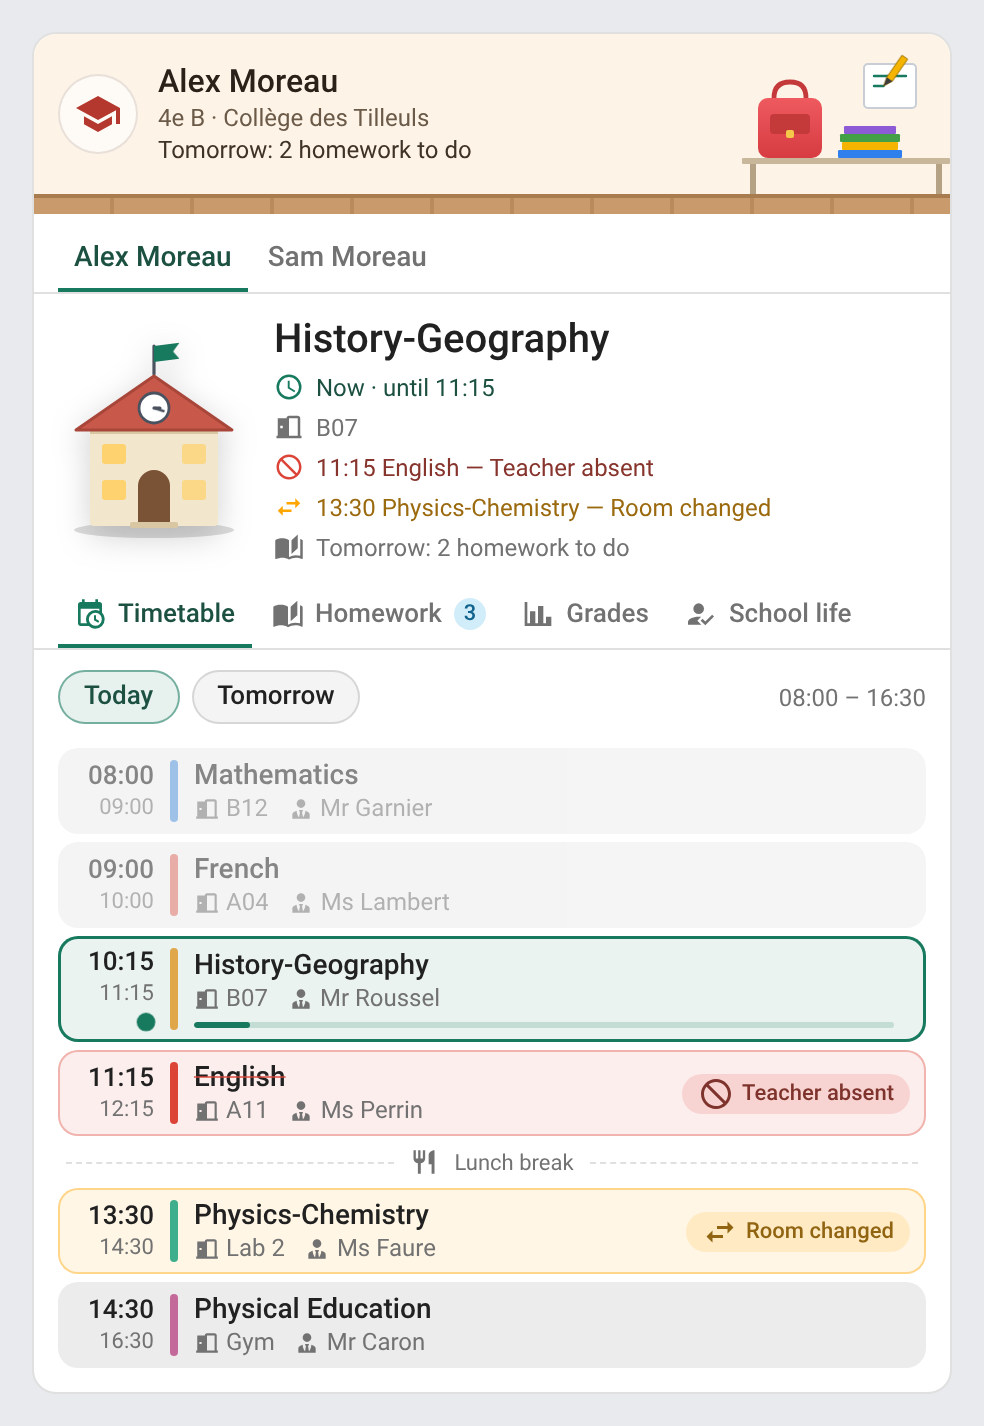 Alex Moreau
4e B · Collège des Tilleuls
Tomorrow: 2 homework to do
Alex Moreau Sam Moreau
History-Geography
Now · until 11:15
B07
11:15 English — Teacher absent
13:30 Physics-Chemistry — Room changed
Tomorrow: 2 homework to do
Timetable Homework 3 Grades School life
Today Tomorrow 08:00 – 16:30
08:00 Mathematics
09:00 B12 Mr Garnier
09:00 French
10:00 A04 Ms Lambert
10:15 History-Geography
11:15 B07 Mr Roussel
11:15 English
12:15 A11 Ms Perrin Teacher absent
Lunch break
13:30 Physics-Chemistry
14:30 Lab 2 Ms Faure Room changed
14:30 Physical Education
16:30 Gym Mr Caron